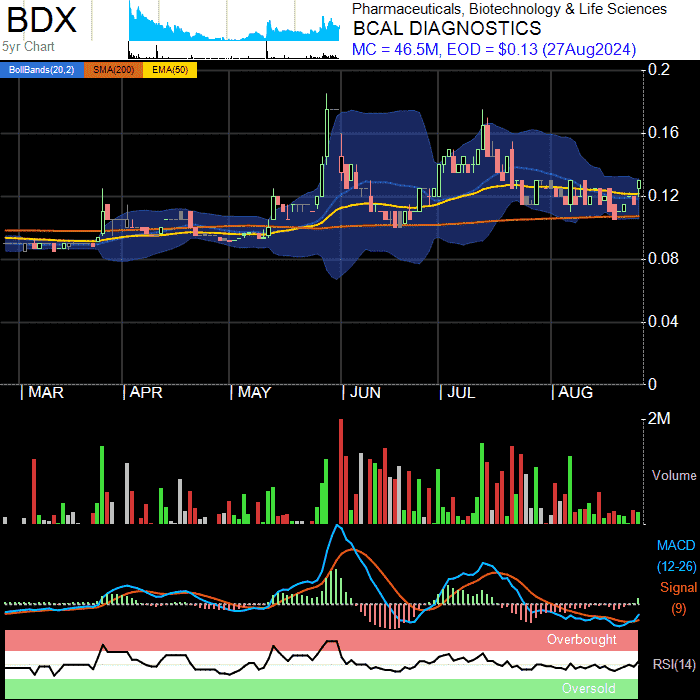 BDX
5yr Chart
Pharmaceuticals, Biotechnology & Life Sciences
BCAL DIAGNOSTICS
MC = 46.5M, EOD = $0.13 (27Aug2024)
BollBands(20,2) SMA(200) EMA(50)
0.2
0.16
0.12
0.08
0.04
0
MAR APR MAY JUN JUL AUG
2M
Volume
MACD
(12-26)
Signal
(9)
Overbought
RSI(14)
Oversold